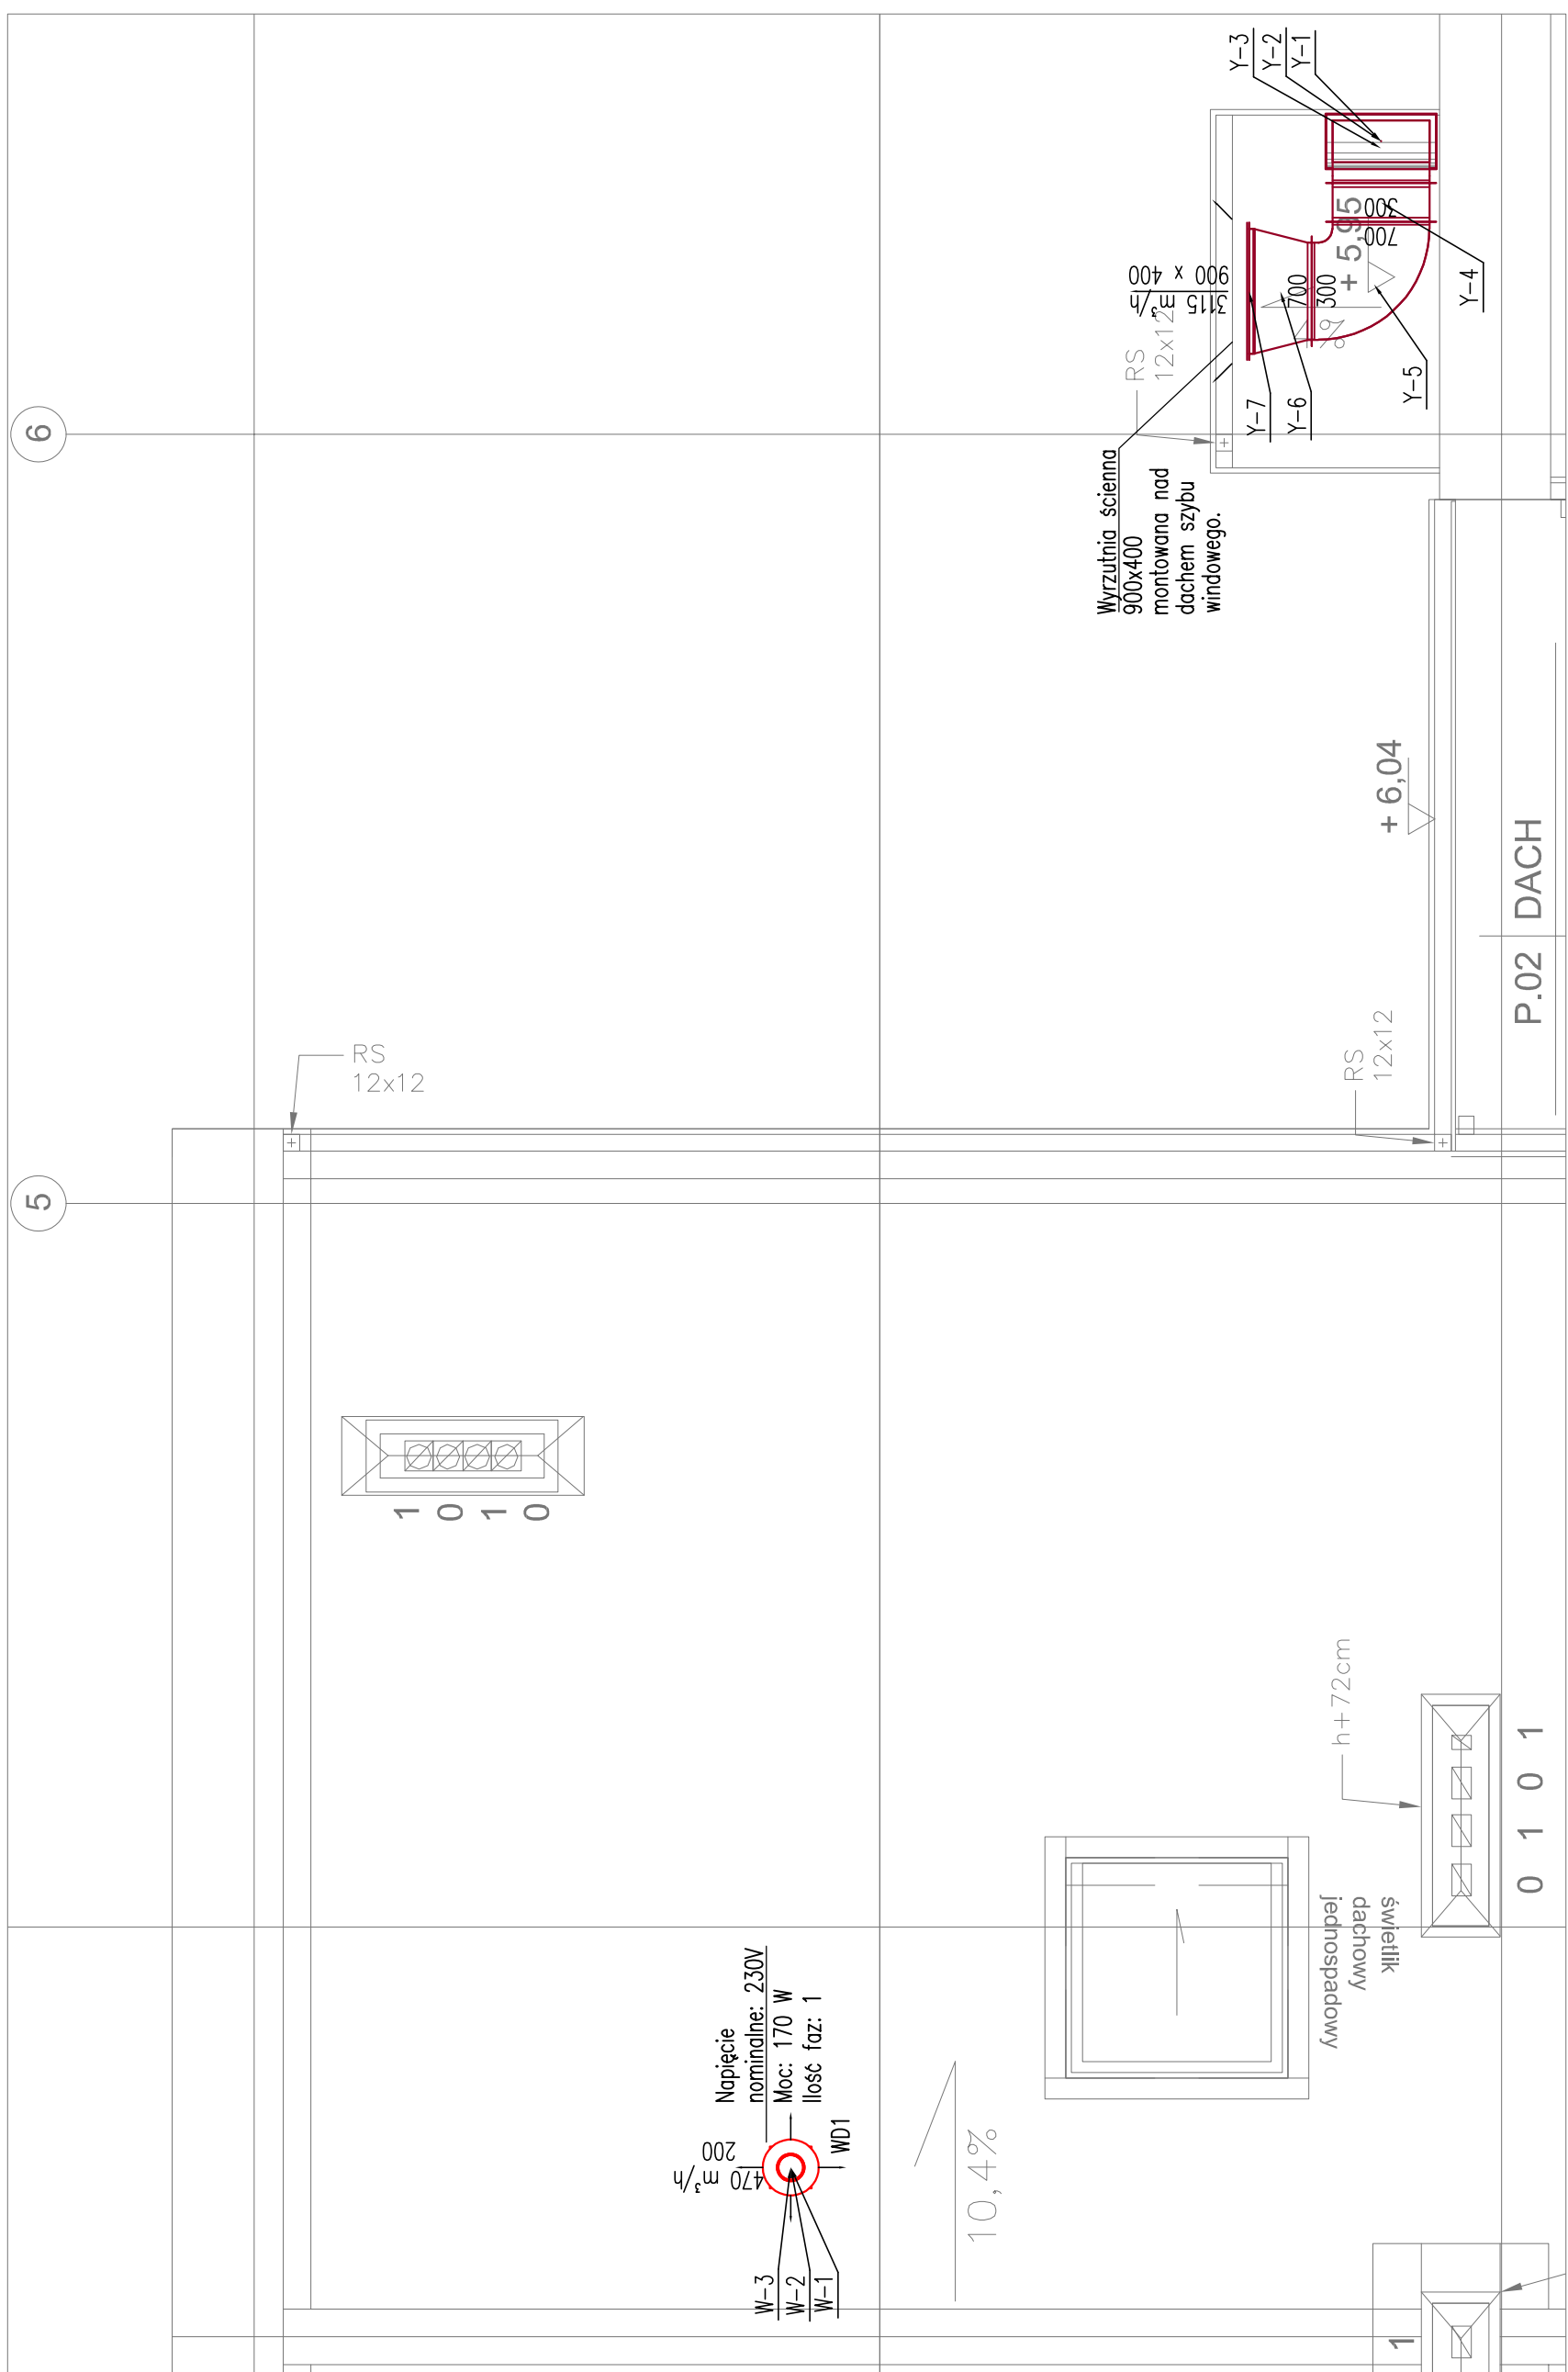 Y-3
Y-2
Y-1
+ 5,95
300
700
Y-4
900 x 400
3115 m³/h
700
300
RS
12x12
Y-5
Y-7
Y-6
6
Wyrzutnia ścienna
900x400
montowana nad
dachem szybu
windowego.
+ 6,04
P.02 DACH
RS
12x12
RS
12x12
5
1 0 1 0
h+72cm
0 1 0 1
świetlik
dachowy
jednospadowy
Napięcie
nominalne: 230V
Moc: 170 W
Ilość faz: 1
200
470 m³/h
WD1
10,4%
W-3
W-2
W-1
1